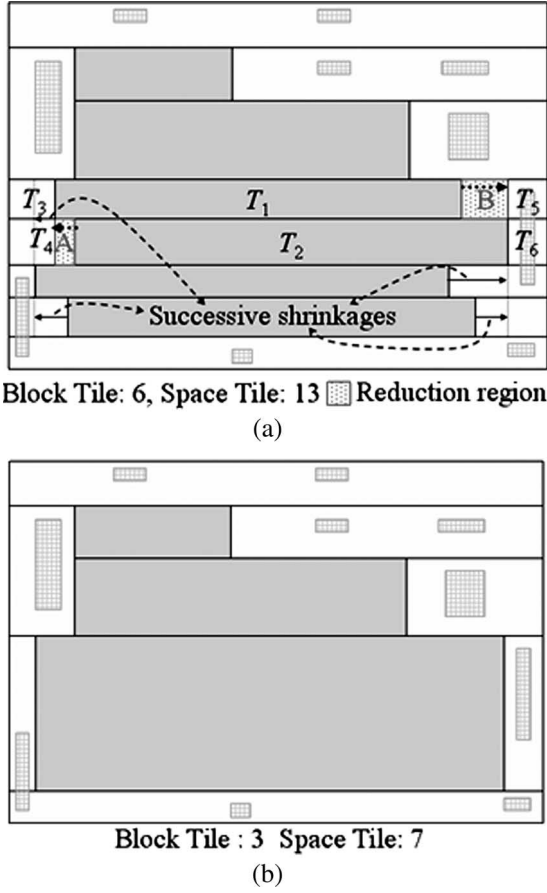 T3 T1 B T5
T4 A T2 T6
Successive shrinkages
Block Tile: 6, Space Tile: 13 Reduction region
(a)
Block Tile : 3 Space Tile: 7
(b)